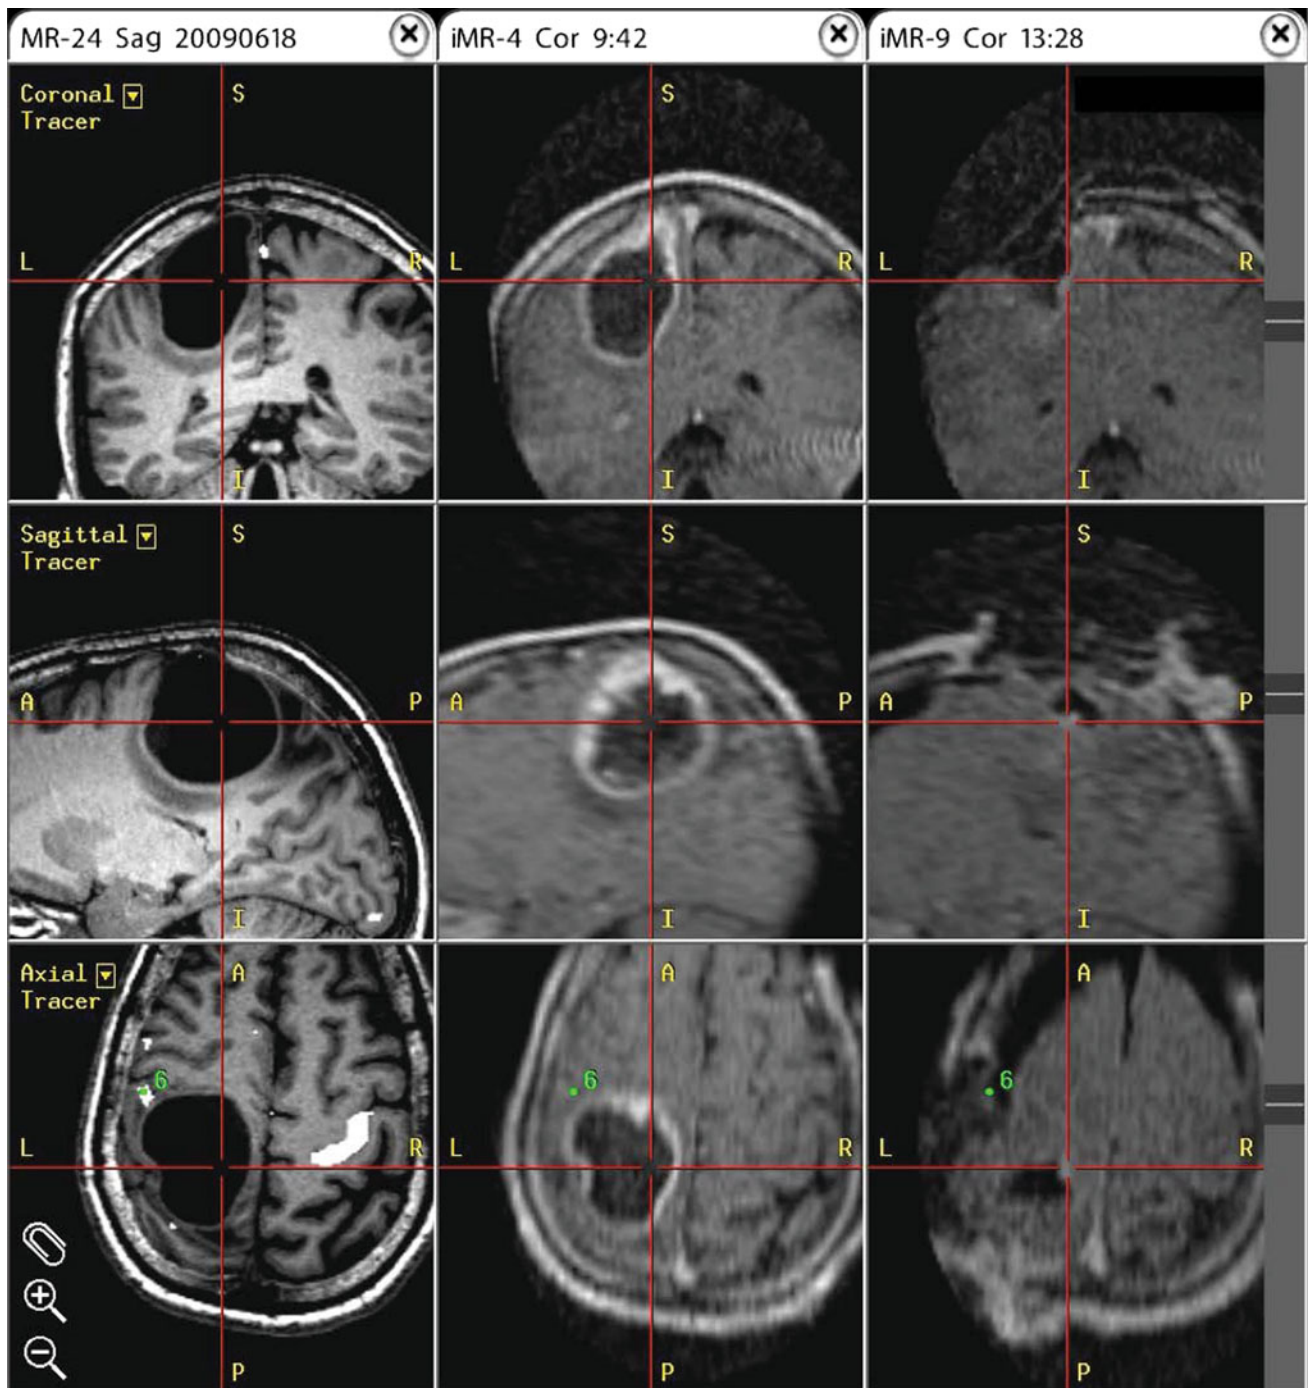 MR-24 Sag 20090618
iMR-4 Cor 9:42
iMR-9 Cor 13:28
Coronal
Tracer
S
S
L
R
L
R
L
R
I
I
I
Sagittal
Tracer
S
S
S
A
P
A
P
A
P
I
I
I
Axial
Tracer
A
A
A
6
6
6
L
R
L
R
L
R
P
P
P